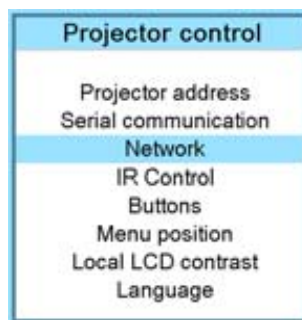 Projector control
Projector address
Serial communication
Network
IR Control
Buttons
Menu position
Local LCD contrast
Language